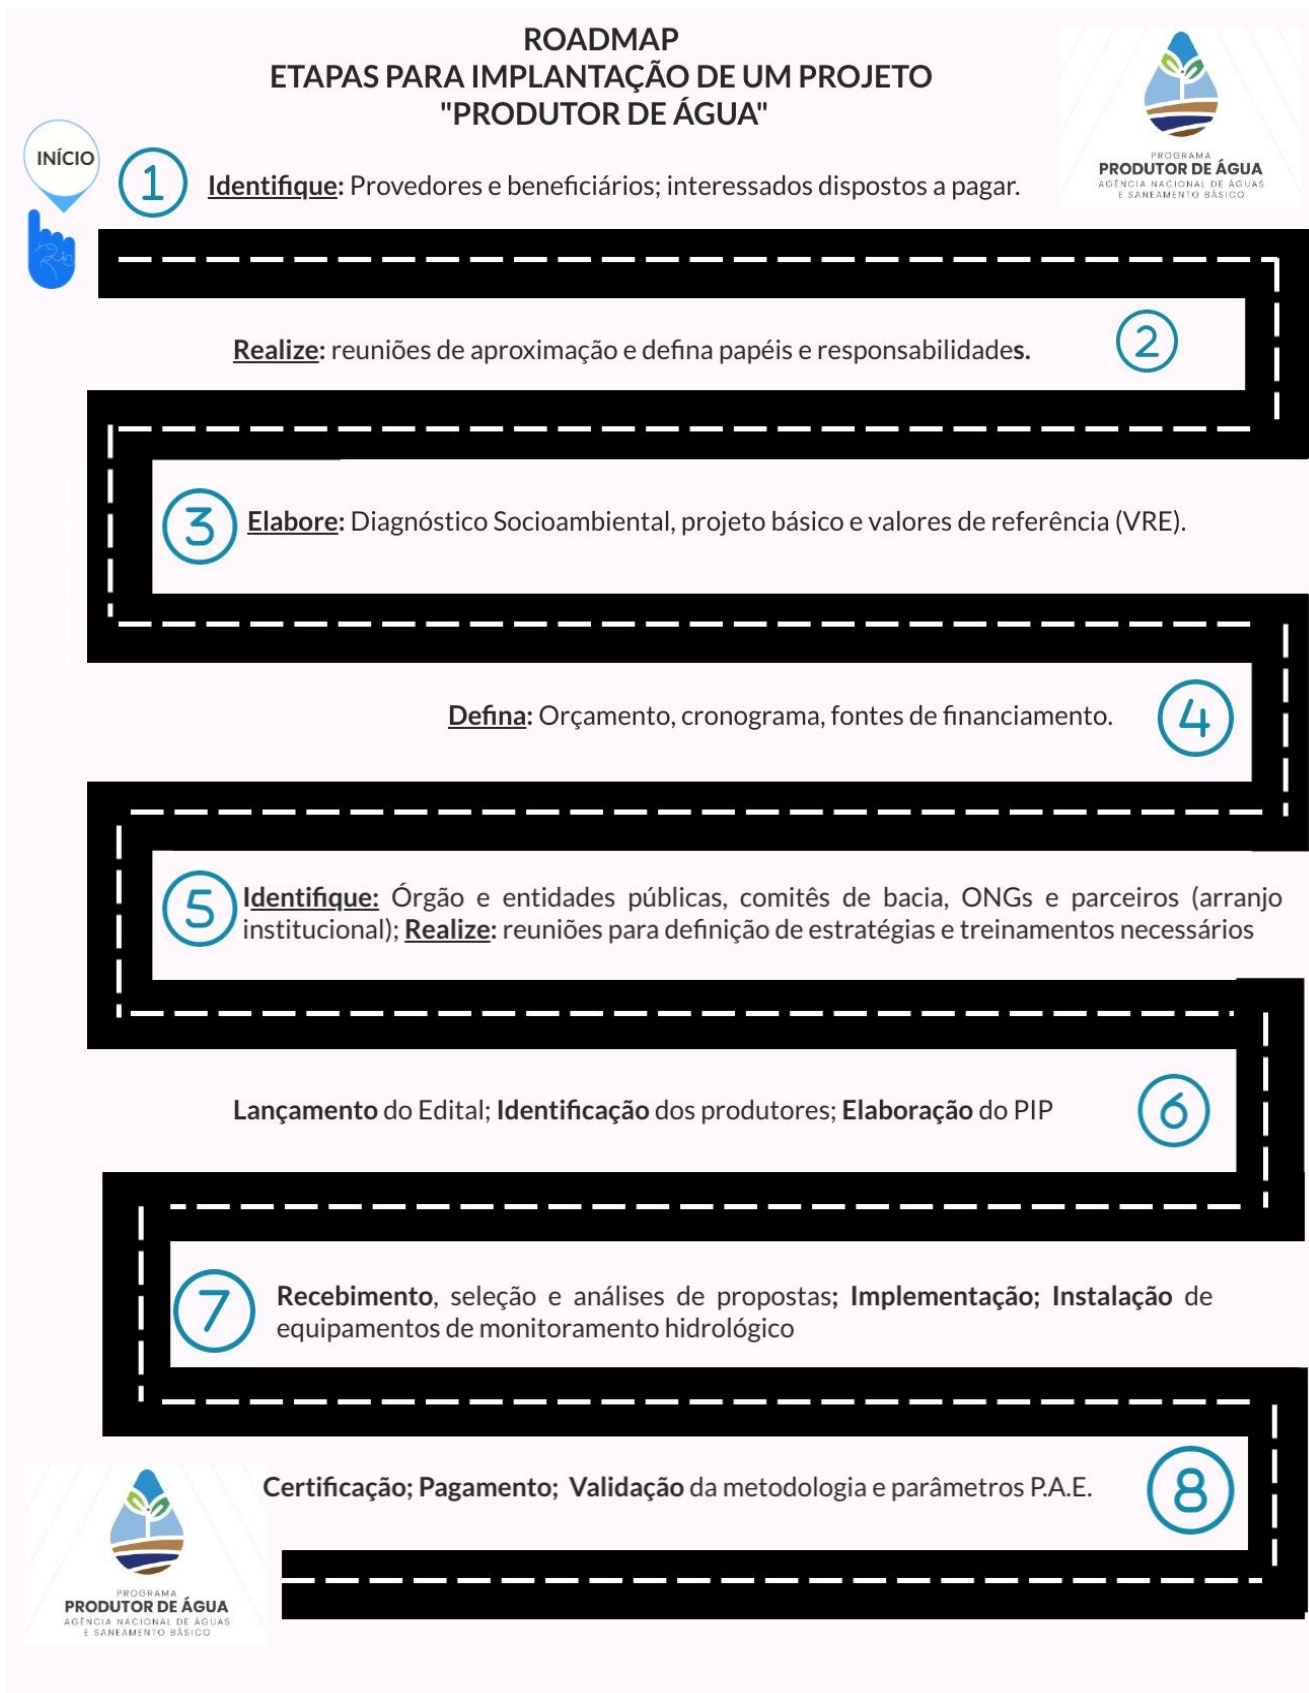 ROADMAP
ETAPAS PARA IMPLANTAÇÃO DE UM PROJETO
"PRODUTOR DE ÁGUA"
PROGRAMA
PRODUTOR DE ÁGUA
AGÊNCIA NACIONAL DE ÁGUAS
E SANEAMENTO BÁSICO
INÍCIO
1 Identifique: Provedores e beneficiários; interessados dispostos a pagar.
Realize: reuniões de aproximação e defina papéis e responsabilidades. 2
3 Elabore: Diagnóstico Socioambiental, projeto básico e valores de referência (VRE).
Defina: Orçamento, cronograma, fontes de financiamento. 4
5 Identifique: Órgão e entidades públicas, comitês de bacia, ONGs e parceiros (arranjo
institucional); Realize: reuniões para definição de estratégias e treinamentos necessários
Lançamento do Edital; Identificação dos produtores; Elaboração do PIP 6
7 Recebimento, seleção e análises de propostas; Implementação; Instalação de
equipamentos de monitoramento hidrológico
Certificação; Pagamento; Validação da metodologia e parâmetros P.A.E. 8
PROGRAMA
PRODUTOR DE ÁGUA
AGÊNCIA NACIONAL DE ÁGUAS
E SANEAMENTO BÁSICO